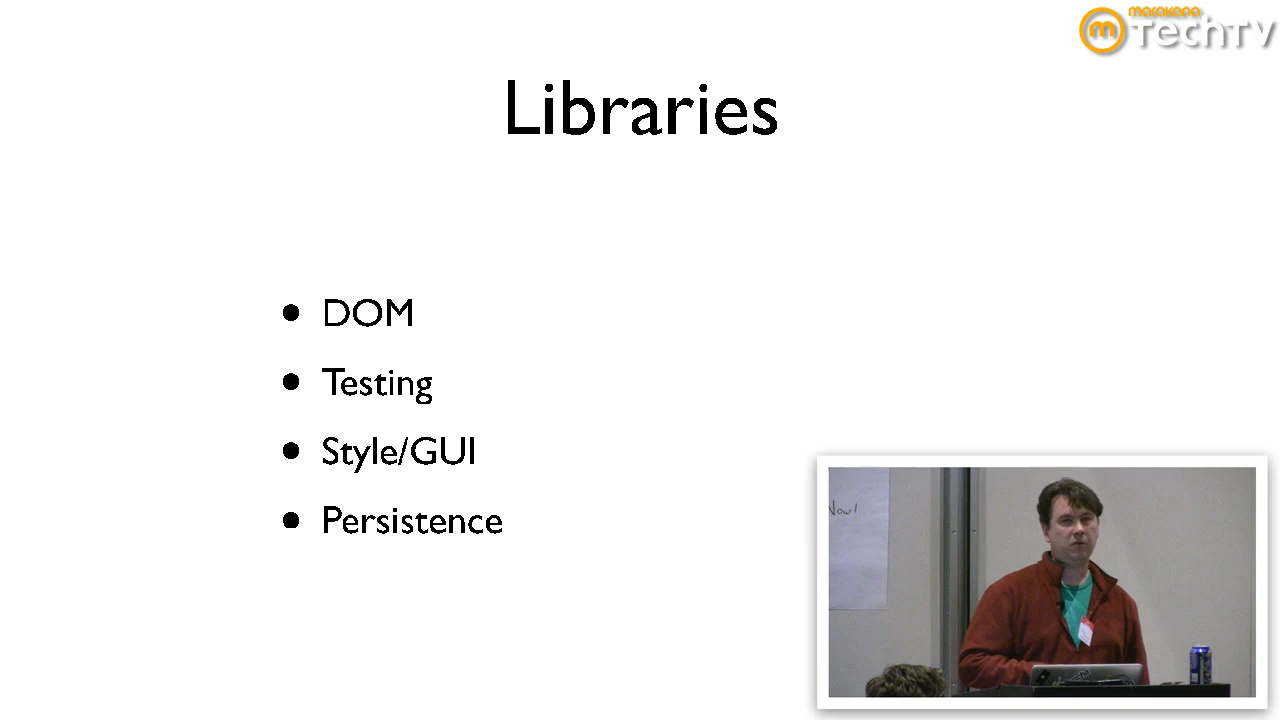 marakana
TechTV
Libraries
• DOM
• Testing
• Style/GUI
• Persistence
Now!